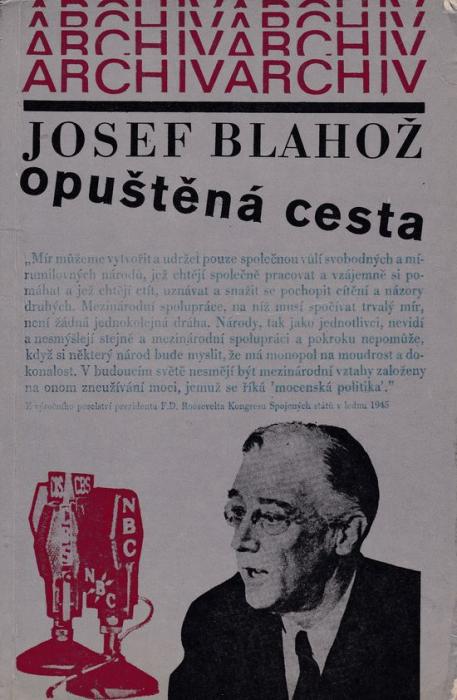 ARCHIVARCHIV
ARCHIVARCHIV
ARCHIVARCHIV
ARCHIVARCHIV
JOSEF BLAHOŽ
opuštěná cesta
„Mír můžeme vytvořit a udržet pouze společnou vůlí svobodných a mí-
rumilovných národů, jež chtějí společně pracovat a vzájemně si po-
máhat a jež chtějí ctít, uznávat a snažit se pochopit cítění a názory
druhých. Mezinárodní spolupráce, na níž musí spočívat trvalý mír,
není žádná jednokolejná dráha. Národy, tak jako jednotlivci, nevidí
a nesmýšlejí stejně a mezinárodní spolupráci a pokroku nepomůže,
když si některý národ bude myslit, že má monopol na moudrost a do-
konalost. V budoucím světě nesmějí být mezinárodní vztahy založeny
na onom zneužívání moci, jemuž se říká 'mocenská politika'."
Z výročního poselství prezidenta F.D. Roosevelta Kongresu Spojených států v lednu 1945
CBS
NBC
NBC